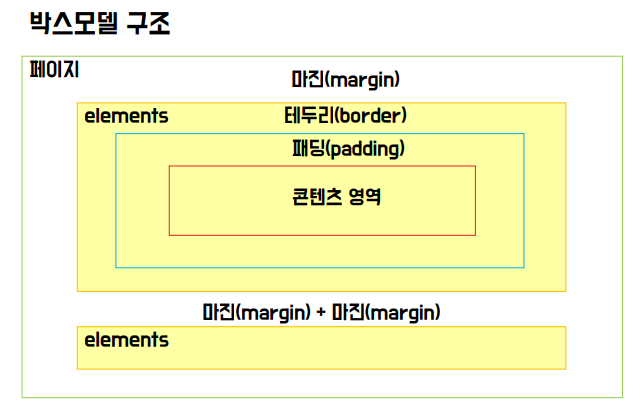 박스모델 구조
페이지
마진(margin)
elements
테두리(border)
패딩(padding)
콘텐츠 영역
마진(margin) + 마진(margin)
elements